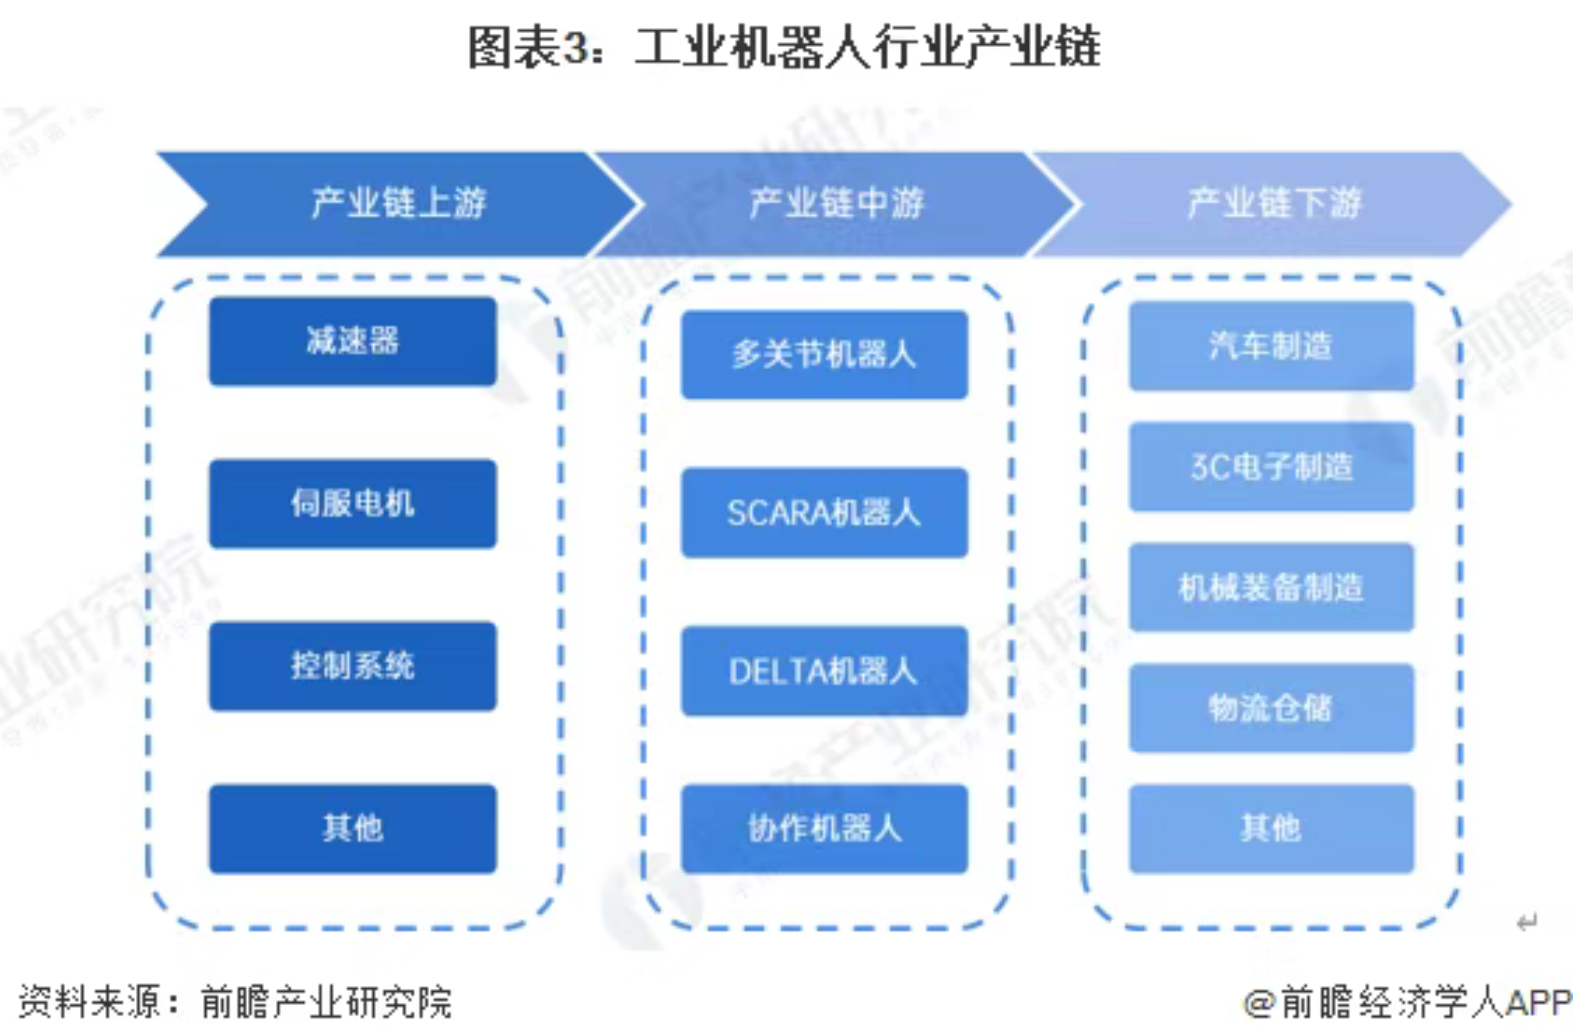 图表3：工业机器人行业产业链
产业链上游
产业链中游
产业链下游
减速器
伺服电机
控制系统
其他
多关节机器人
SCARA机器人
DELTA机器人
协作机器人
汽车制造
3C电子制造
机械装备制造
物流仓储
其他
资料来源：前瞻产业研究院
@前瞻经济学人APP